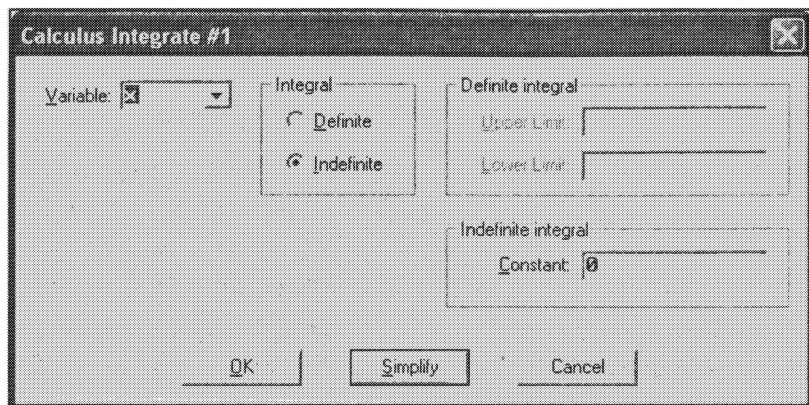 Calculus Integrate #1
Variable: x
Integral
Definite
Indefinite
Definite integral
Upper Limit:
Lower Limit:
Indefinite integral
Constant: 0
OK
Simplify
Cancel